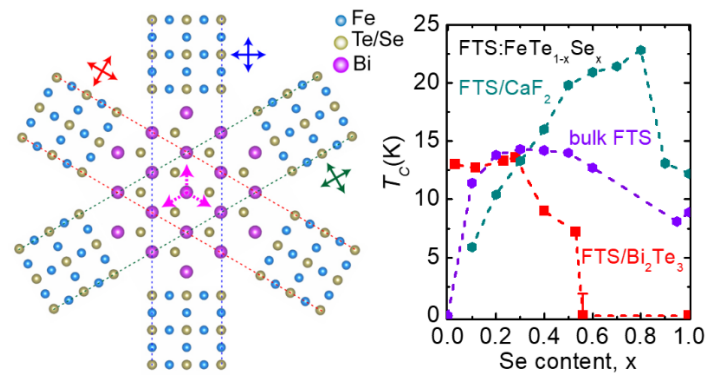 Fe
Te/Se
Bi
FTS:FeTe₁₋ₓSeₓ
FTS/CaF₂
bulk FTS
FTS/Bi₂Te₃
T_C(K)
25
20
15
10
5
0
0.0 0.2 0.4 0.6 0.8 1.0
Se content, x